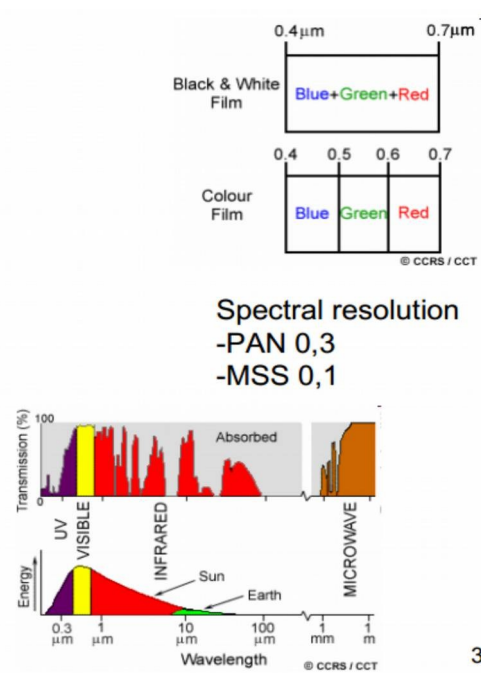 0.4μm 0.7μm
Black & White
Film
Blue+Green+Red
0.4 0.5 0.6 0.7
Colour
Film
Blue Green Red
© CCRS / CCT
Spectral resolution
-PAN 0,3
-MSS 0,1
Transmission (%)
100
0
Absorbed
UV
VISIBLE
INFRARED
MICROWAVE
Energy
Sun
Earth
0.3 1 10 100 1 1
μm μm μm μm mm m
Wavelength
© CCRS / CCT
3